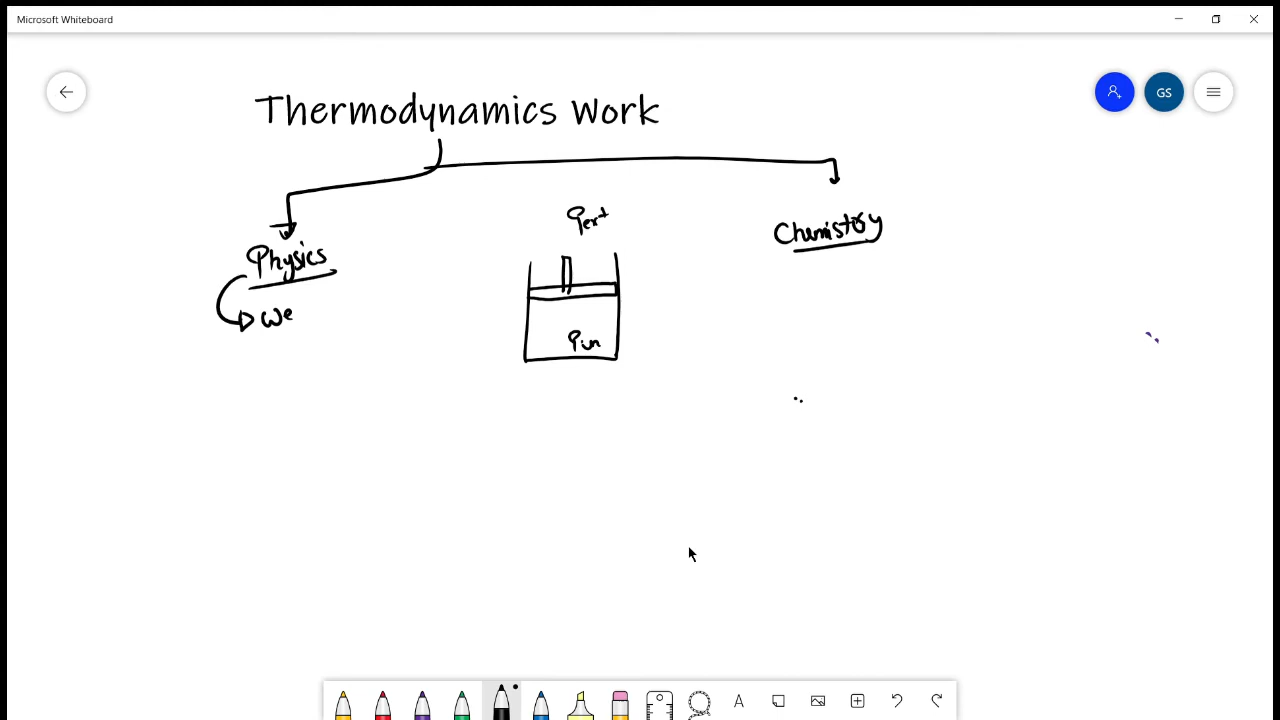 Microsoft Whiteboard
GS
Thermodynamics Work
Pext
Chemistry
Physics
We
Pin
A